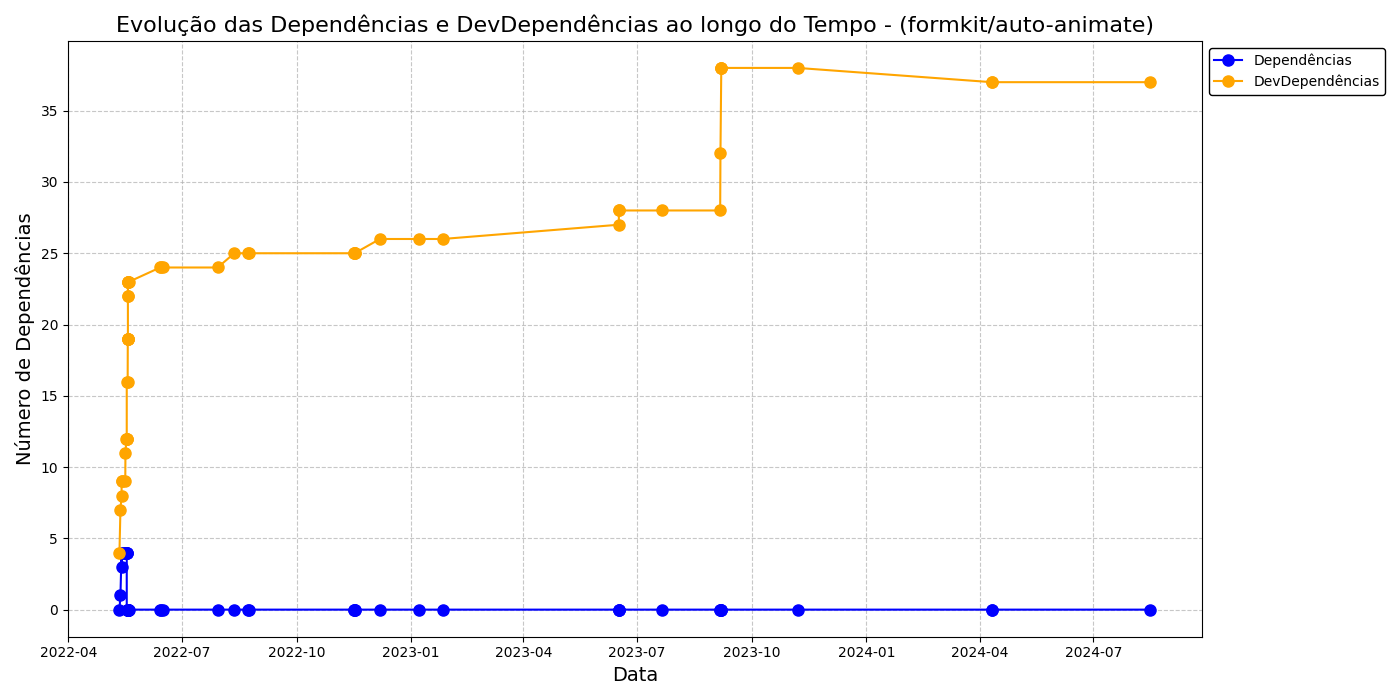 Evolução das Dependências e DevDependências ao longo do Tempo - (formkit/auto-animate)
Dependências
DevDependências
Número de Dependências
35
30
25
20
15
10
5
0
2022-04 2022-07 2022-10 2023-01 2023-04 2023-07 2023-10 2024-01 2024-04 2024-07
Data